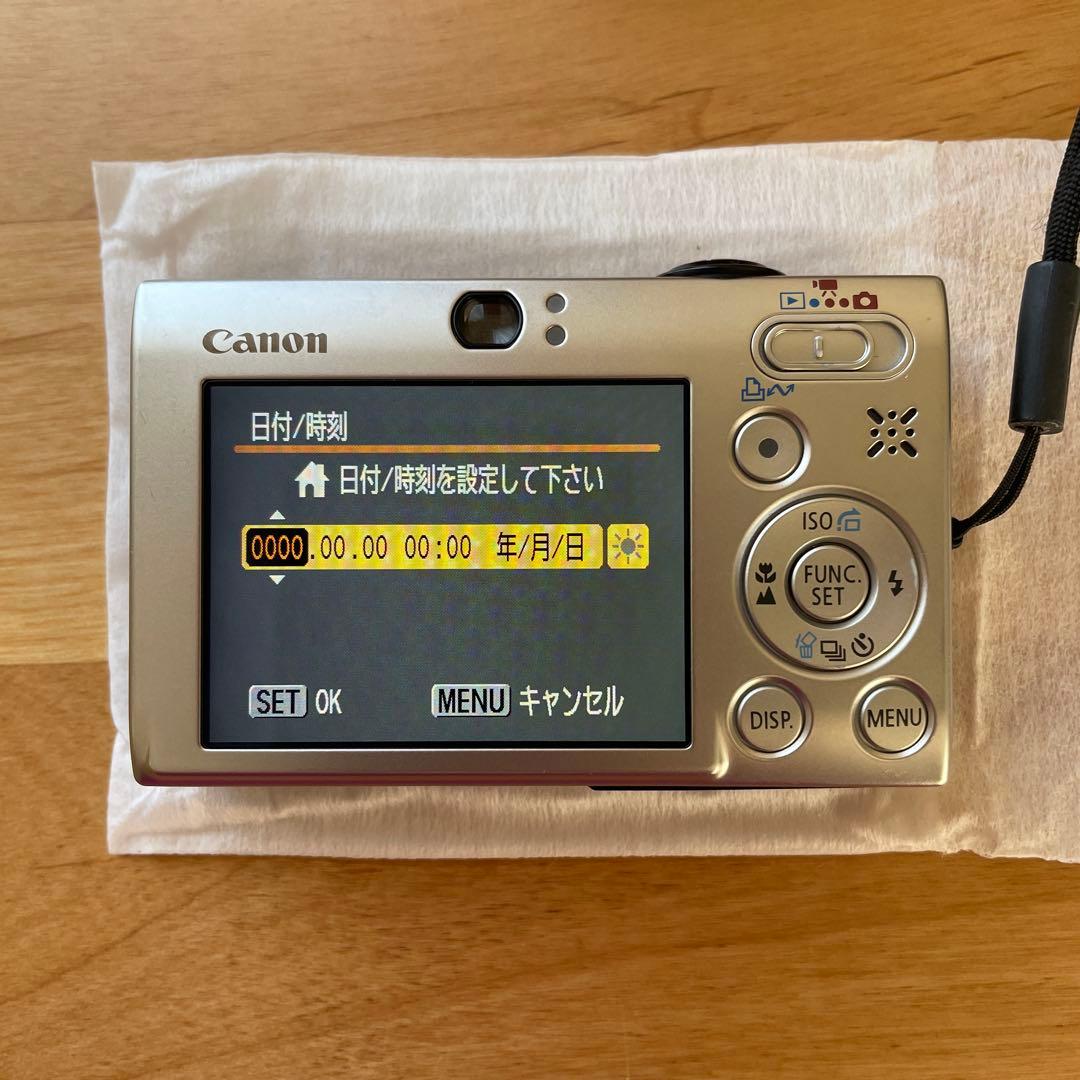 Canon
日付/時刻
日付/時刻を設定して下さい
0000.00.00 00:00 年/月/日
SET OK MENU キャンセル
ISO
FUNC.
SET
DISP. MENU